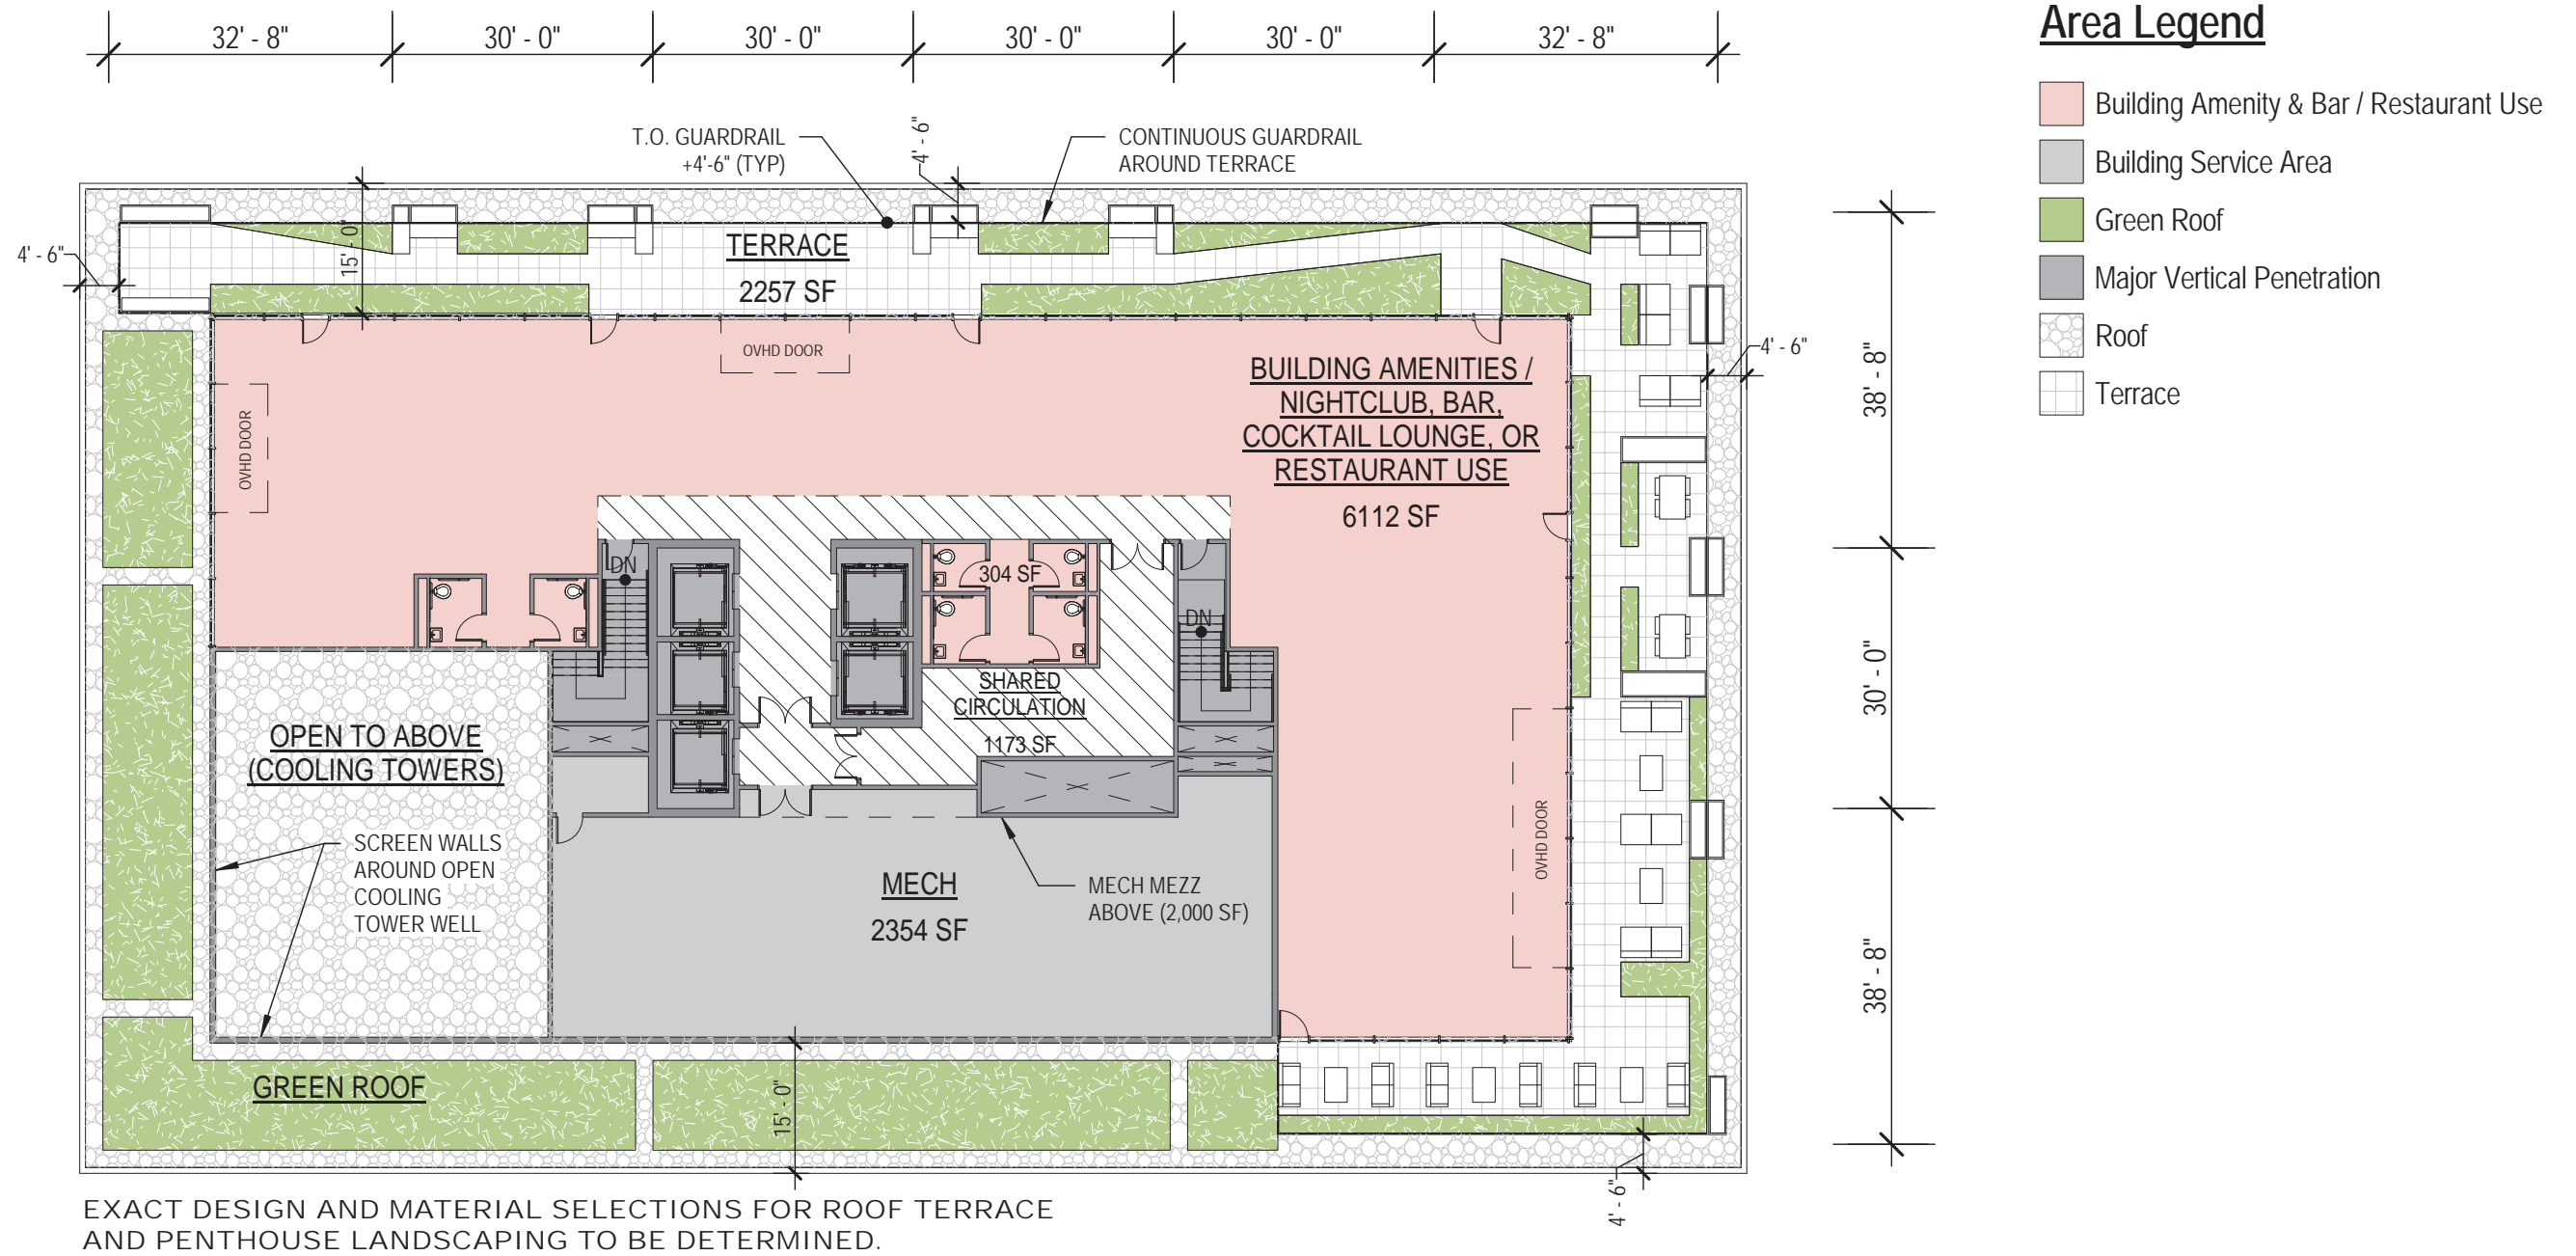 32' - 8"
30' - 0"
30' - 0"
30' - 0"
30' - 0"
32' - 8"
Area Legend
Building Amenity & Bar / Restaurant Use
Building Service Area
Green Roof
Major Vertical Penetration
Roof
Terrace
T.O. GUARDRAIL
+4'-6" (TYP)
4' - 6"
CONTINUOUS GUARDRAIL
AROUND TERRACE
4' - 6"
15' - 0"
TERRACE
2257 SF
OVHD DOOR
OVHD DOOR
BUILDING AMENITIES /
NIGHTCLUB, BAR,
COCKTAIL LOUNGE, OR
RESTAURANT USE
6112 SF
4' - 6"
38' - 8"
30' - 0"
38' - 8"
DN
304 SF
DN
SHARED
CIRCULATION
1173 SF
OPEN TO ABOVE
(COOLING TOWERS)
SCREEN WALLS
AROUND OPEN
COOLING
TOWER WELL
MECH
2354 SF
MECH MEZZ
ABOVE (2,000 SF)
OVHD DOOR
GREEN ROOF
15' - 0"
4' - 6"
EXACT DESIGN AND MATERIAL SELECTIONS FOR ROOF TERRACE
AND PENTHOUSE LANDSCAPING TO BE DETERMINED.